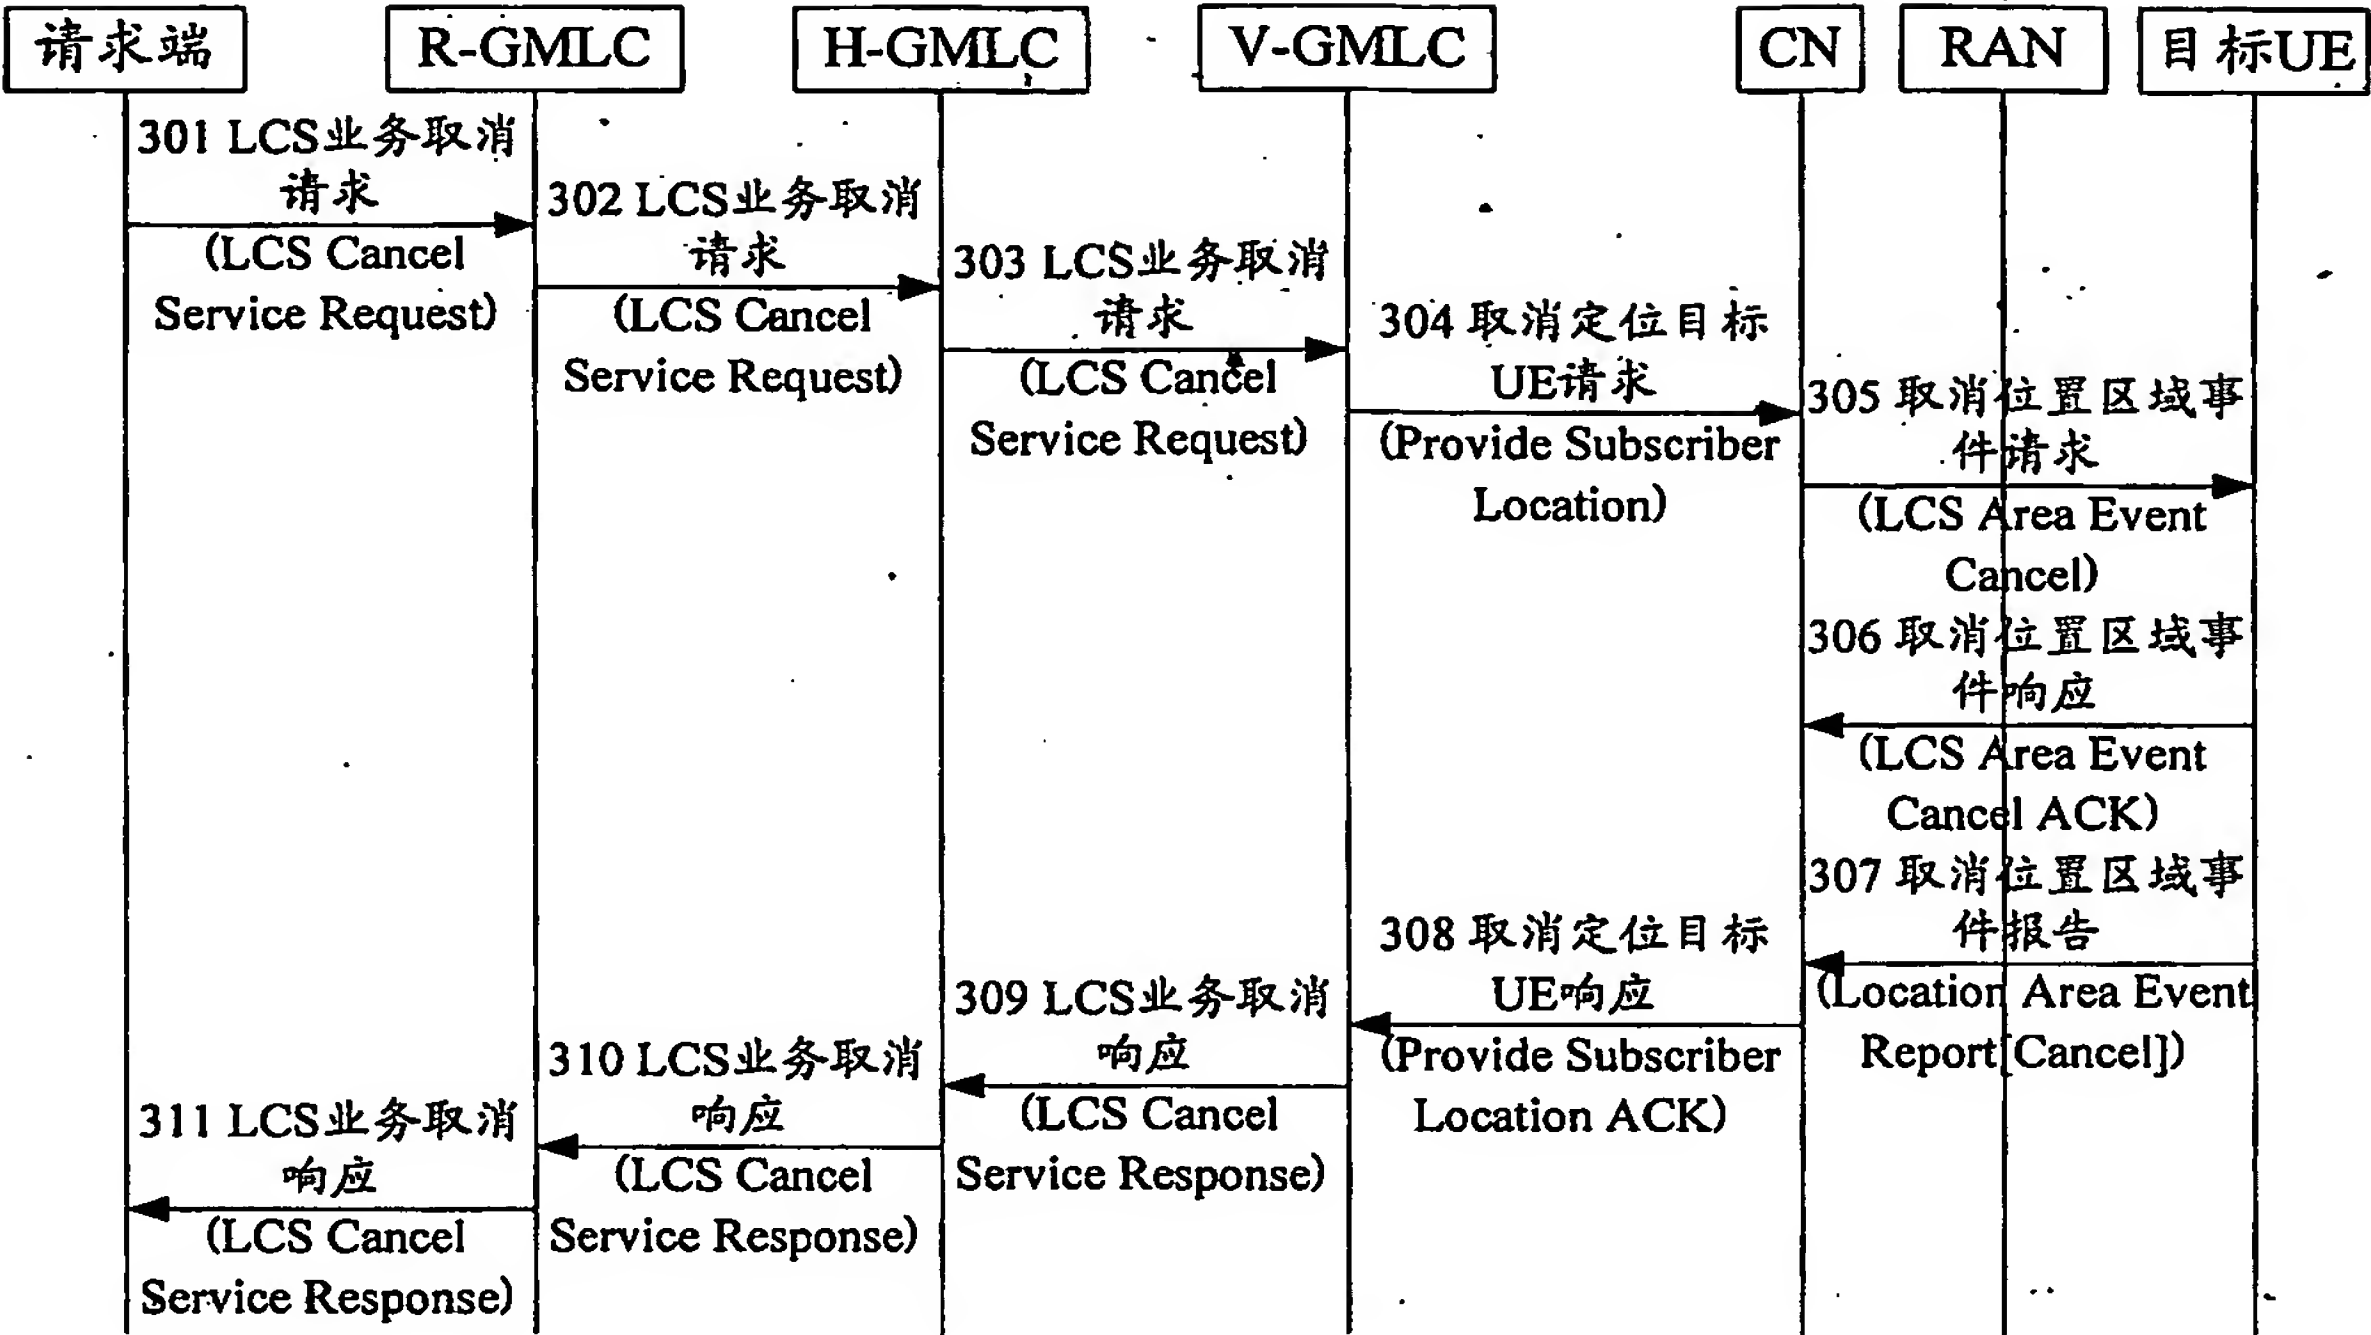 请求端
R-GMLC
H-GMLC
V-GMLC
CN
RAN
目标UE
301 LCS业务取消
请求
(LCS Cancel
Service Request)
302 LCS业务取消
请求
(LCS Cancel
Service Request)
303 LCS业务取消
请求
(LCS Cancel
Service Request)
304 取消定位目标
UE请求
(Provide Subscriber
Location)
305 取消位置区域事
件请求
(LCS Area Event
Cancel)
306 取消位置区域事
件响应
(LCS Area Event
Cancel ACK)
307 取消位置区域事
件报告
(Location Area Event
Report[Cancel])
308 取消定位目标
UE响应
(Provide Subscriber
Location ACK)
309 LCS业务取消
响应
(LCS Cancel
Service Response)
310 LCS业务取消
响应
(LCS Cancel
Service Response)
311 LCS业务取消
响应
(LCS Cancel
Service Response)